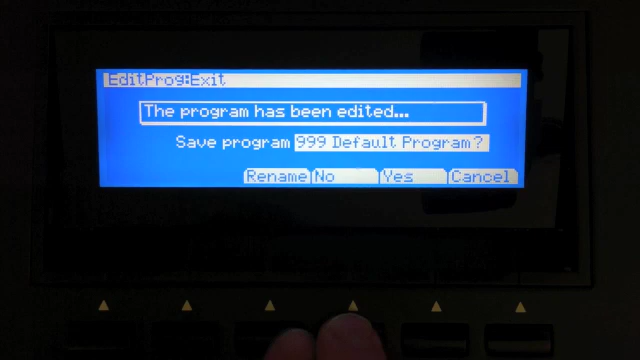 EditProg:Exit
The program has been edited...
Save program 999 Default Program?
Rename No Yes Cancel